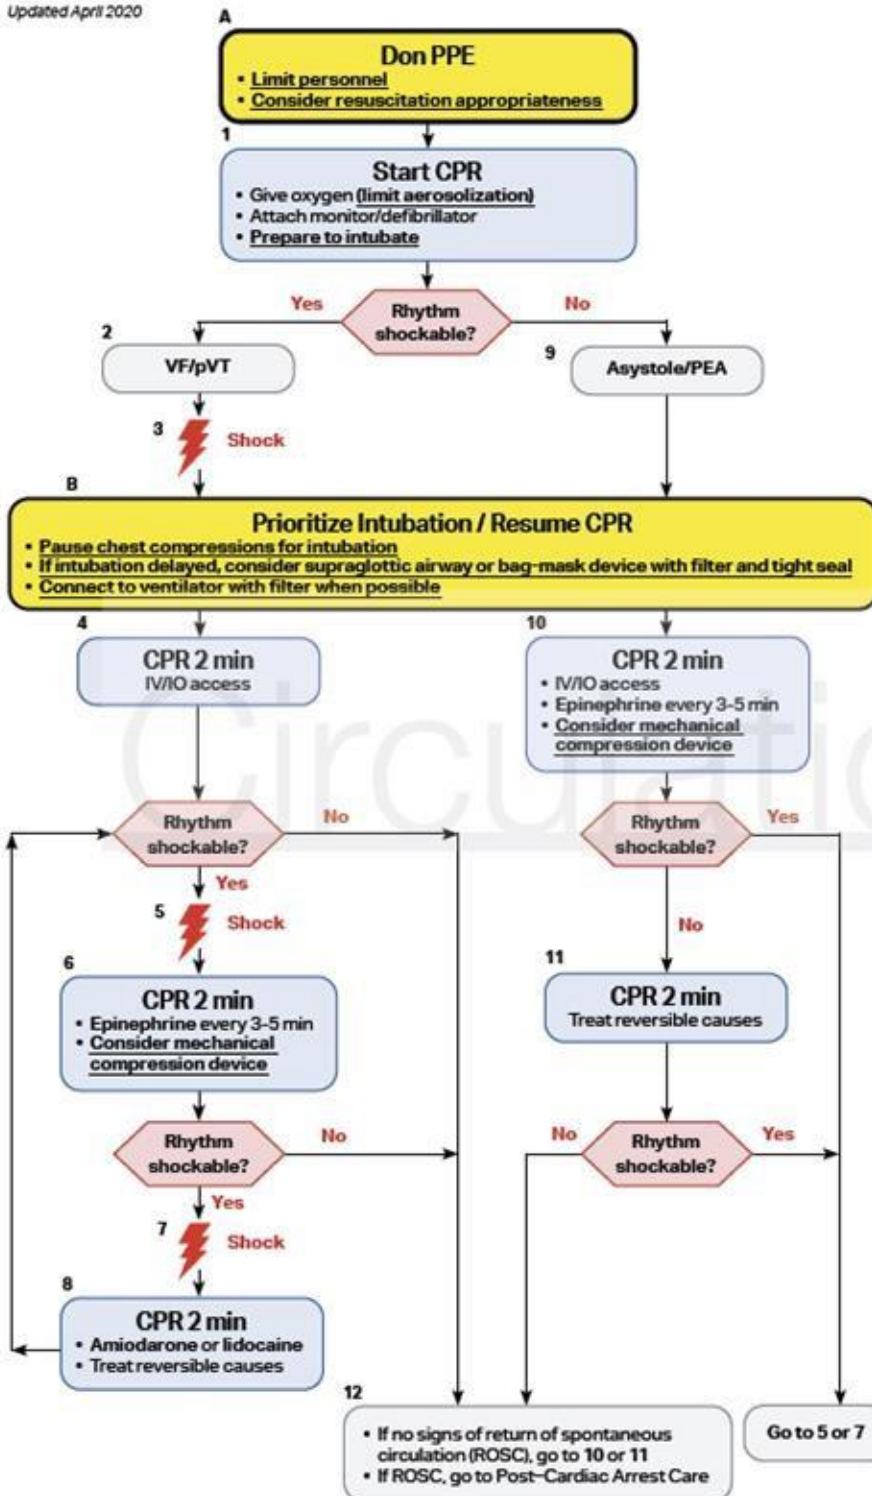 Updated April 2020
A
Don PPE
• Limit personnel
• Consider resuscitation appropriateness
1
Start CPR
• Give oxygen (limit aerosolization)
• Attach monitor/defibrillator
• Prepare to intubate
Yes
Rhythm
shockable?
No
2
VF/pVT
9
Asystole/PEA
3
Shock
B
Prioritize Intubation / Resume CPR
• Pause chest compressions for intubation
• If intubation delayed, consider supraglottic airway or bag-mask device with filter and tight seal
• Connect to ventilator with filter when possible
4
CPR 2 min
IV/IO access
10
CPR 2 min
• IV/IO access
• Epinephrine every 3-5 min
• Consider mechanical
compression device
Rhythm
shockable?
No
Yes
Rhythm
shockable?
Yes
No
5
Shock
6
CPR 2 min
• Epinephrine every 3-5 min
• Consider mechanical
compression device
11
CPR 2 min
Treat reversible causes
Rhythm
shockable?
No
Yes
No
Rhythm
shockable?
Yes
7
Shock
8
CPR 2 min
• Amiodarone or lidocaine
• Treat reversible causes
12
• If no signs of return of spontaneous
circulation (ROSC), go to 10 or 11
• If ROSC, go to Post-Cardiac Arrest Care
Go to 5 or 7